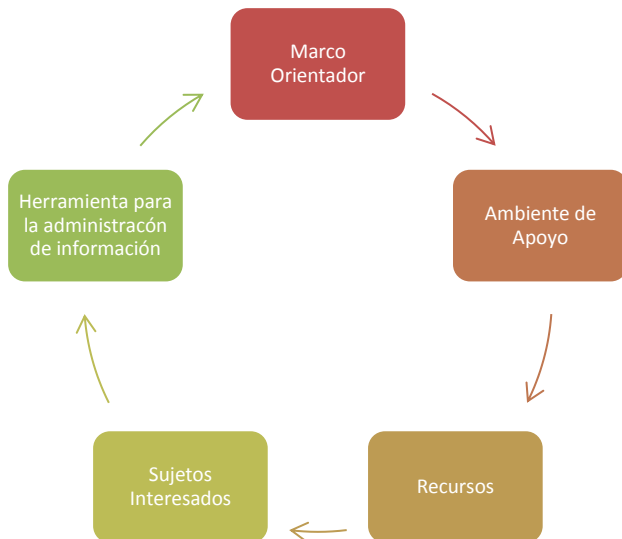 Marco
Orientador
Ambiente de
Apoyo
Recursos
Sujetos
Interesados
Herramienta para
la administracón
de información